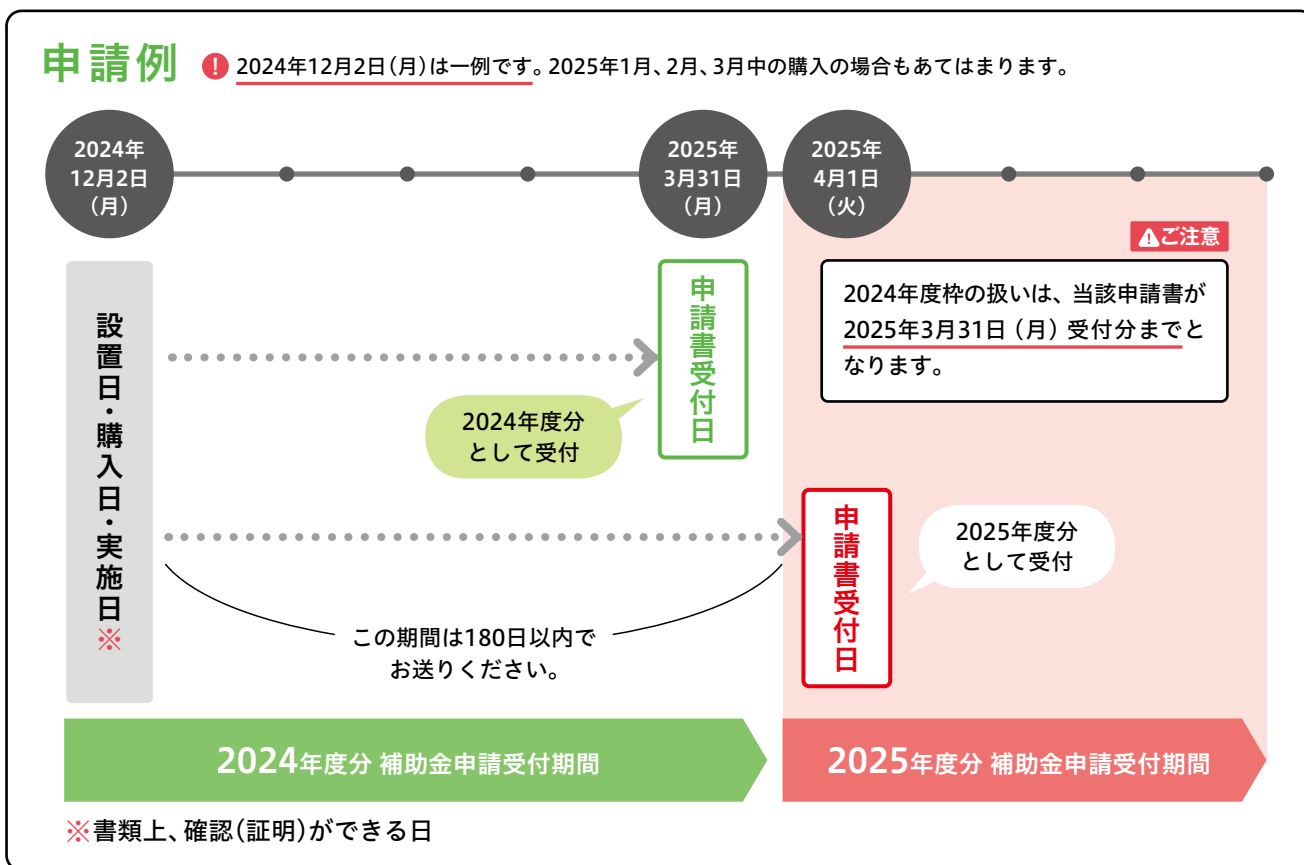 申請例
! 2024年12月2日(月)は一例です。2025年1月、2月、3月中の購入の場合もあてはまります。
2024年
12月2日
(月)
2025年
3月31日
(月)
2025年
4月1日
(火)
設置日・購入日・実施日※
申請書受付日
2024年度分
として受付
ご注意
2024年度枠の扱いは、当該申請書が
2025年3月31日(月)受付分までと
なります。
申請書受付日
2025年度分
として受付
この期間は180日以内で
お送りください。
2024年度分 補助金申請受付期間
2025年度分 補助金申請受付期間
※書類上、確認(証明)ができる日